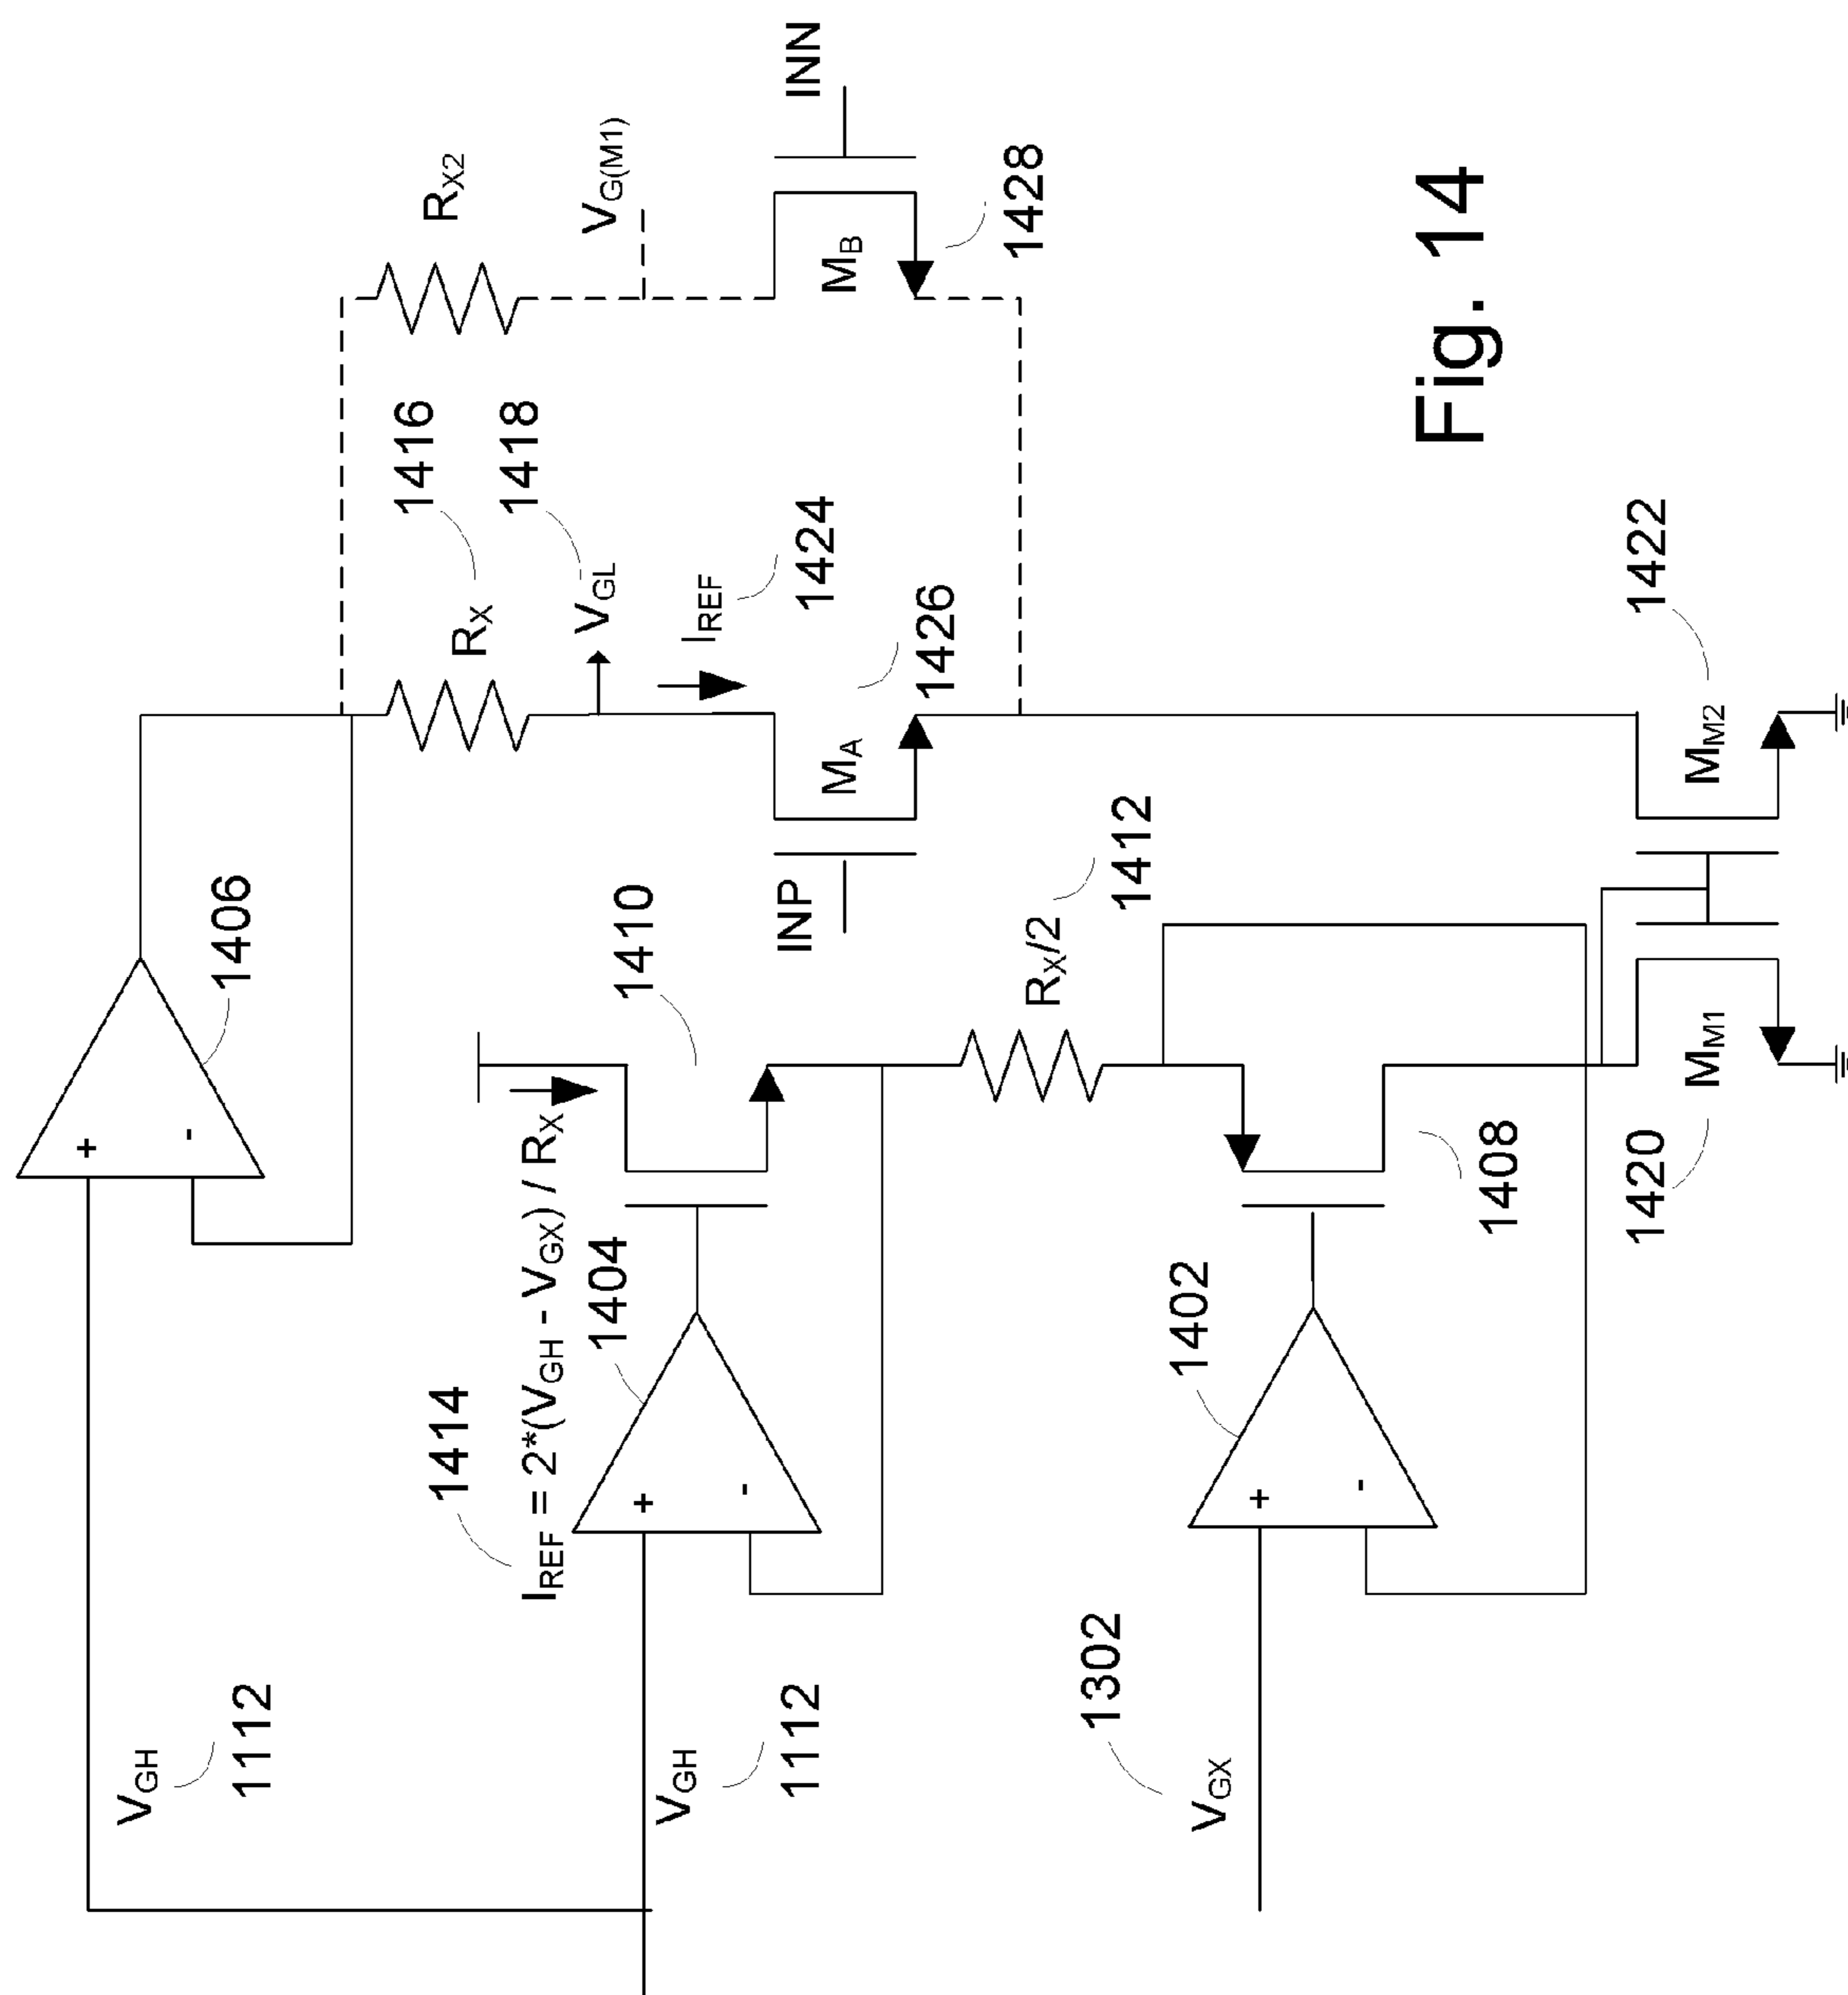 V_GH
1112
1406
R_X
1416
V_GL
1418
I_REF
1424
R_X2
V_G(M1)
INN
M_B
1428
1414
I_REF = 2*(V_GH - V_GX) / R_X
1410
V_GH
1112
1404
INP
M_A
1426
R_X/2
1412
1302
V_GX
1402
1408
1420
M_M1
M_M2
1422
+
-
+
-
+
-
Fig. 14